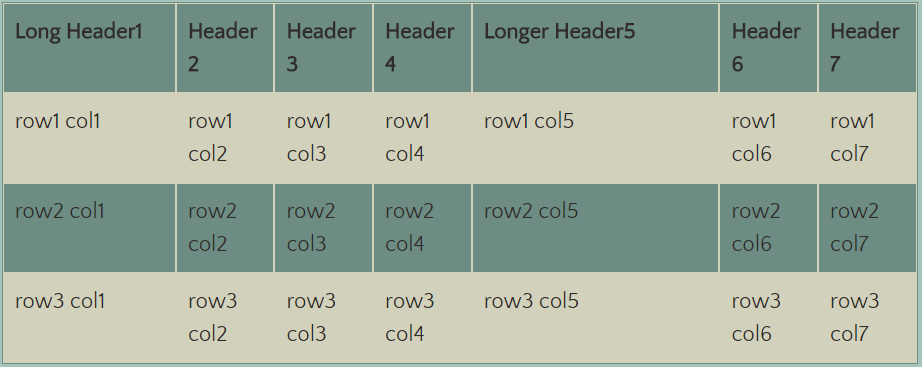 Long Header1 Header Header Header Longer Header5 Header Header
2 3 4 6 7
row1 col1 row1 row1 row1 row1 col5 row1 row1
col2 col3 col4 col6 col7
row2 col1 row2 row2 row2 row2 col5 row2 row2
col2 col3 col4 col6 col7
row3 col1 row3 row3 row3 row3 col5 row3 row3
col2 col3 col4 col6 col7